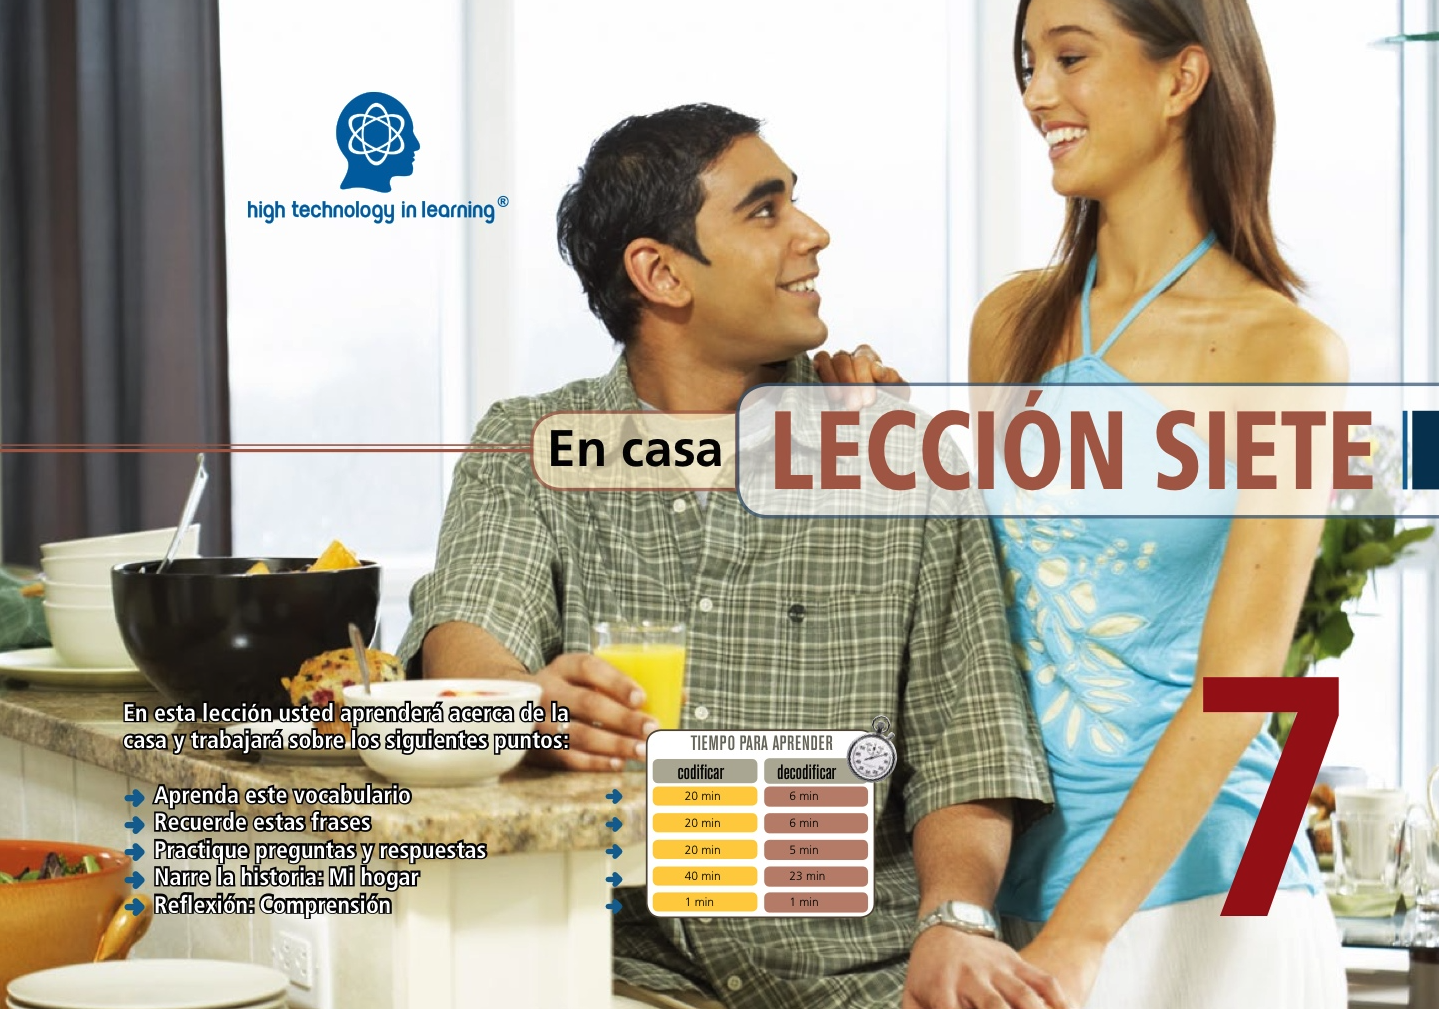 high technology in learning®
En casa
LECCIÓN SIETE
En esta lección usted aprenderá acerca de la
casa y trabajará sobre los siguientes puntos:
Aprenda este vocabulario
Recuerde estas frases
Practique preguntas y respuestas
Narre la historia: Mi hogar
Reflexión: Comprensión
TIEMPO PARA APRENDER
codificar decodificar
20 min 6 min
20 min 6 min
20 min 5 min
40 min 23 min
1 min 1 min
7